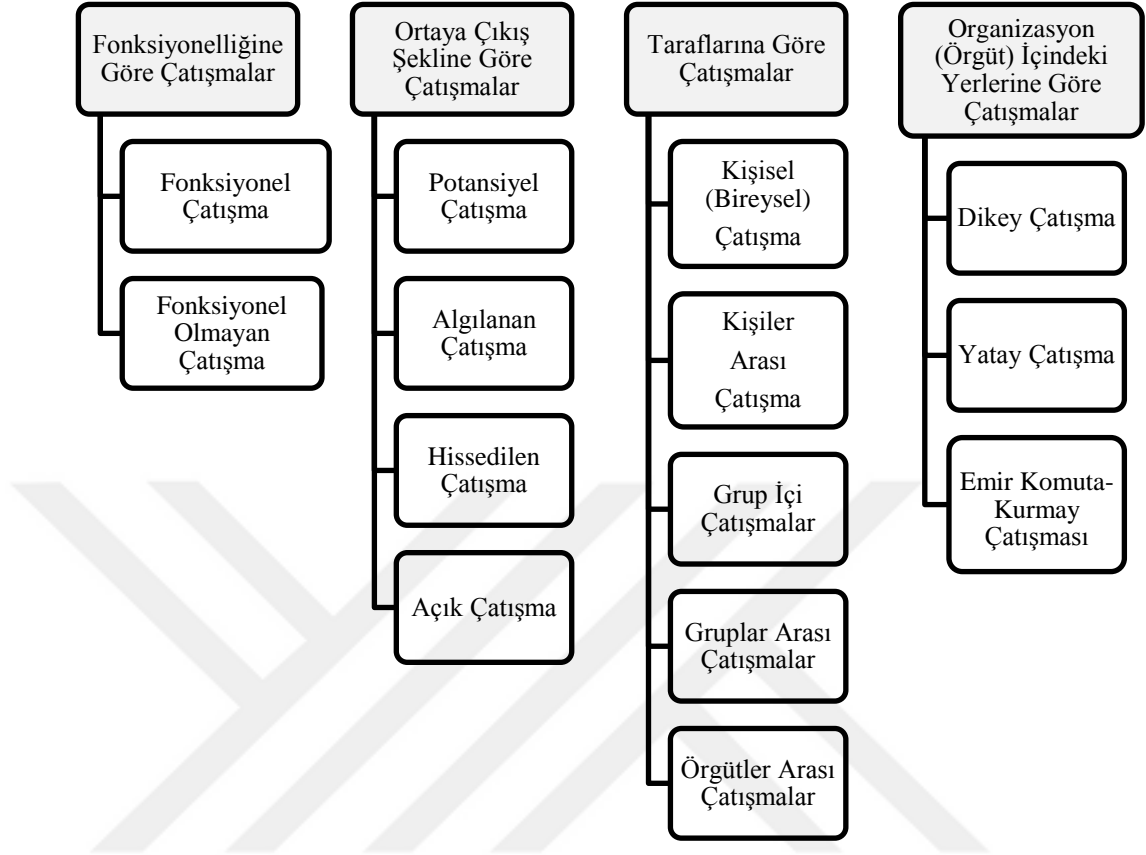 Fonksiyonelliğine
Göre Çatışmalar
Fonksiyonel
Çatışma
Fonksiyonel
Olmayan
Çatışma
Ortaya Çıkış
Şekline Göre
Çatışmalar
Potansiyel
Çatışma
Algılanan
Çatışma
Hissedilen
Çatışma
Açık Çatışma
Taraflarına Göre
Çatışmalar
Kişisel
(Bireysel)
Çatışma
Kişiler
Arası
Çatışma
Grup İçi
Çatışmalar
Gruplar Arası
Çatışmalar
Örgütler Arası
Çatışmalar
Organizasyon
(Örgüt) İçindeki
Yerlerine Göre
Çatışmalar
Dikey Çatışma
Yatay Çatışma
Emir Komuta-
Kurmay
Çatışması